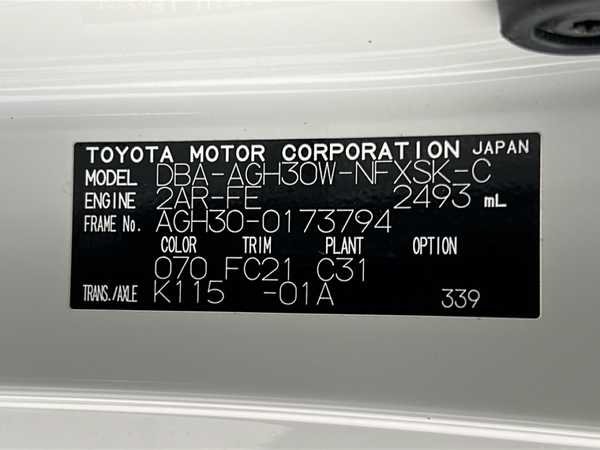 TOYOTA MOTOR CORPORATION JAPAN
MODEL DBA-AGH30W-NFXSK-C
ENGINE 2AR-FE 2493 mL
FRAME No. AGH30-0173794
COLOR TRIM PLANT OPTION
070 FC21 C31
TRANS./AXLE K115 -01A 339